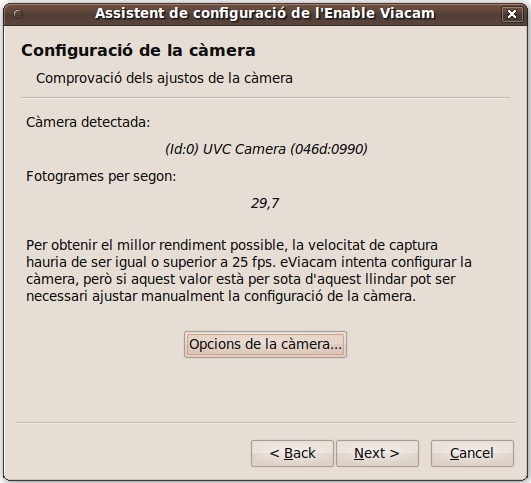 Assistent de configuració de l'Enable Viacam
Configuració de la càmera
Comprovació dels ajustos de la càmera
Càmera detectada:
(Id:0) UVC Camera (046d:0990)
Fotogrames per segon:
29,7
Per obtenir el millor rendiment possible, la velocitat de captura
hauria de ser igual o superior a 25 fps. eViacam intenta configurar la
càmera, però si aquest valor està per sota d'aquest llindar pot ser
necessari ajustar manualment la configuració de la càmera.
Opcions de la càmera...
< Back Next > Cancel